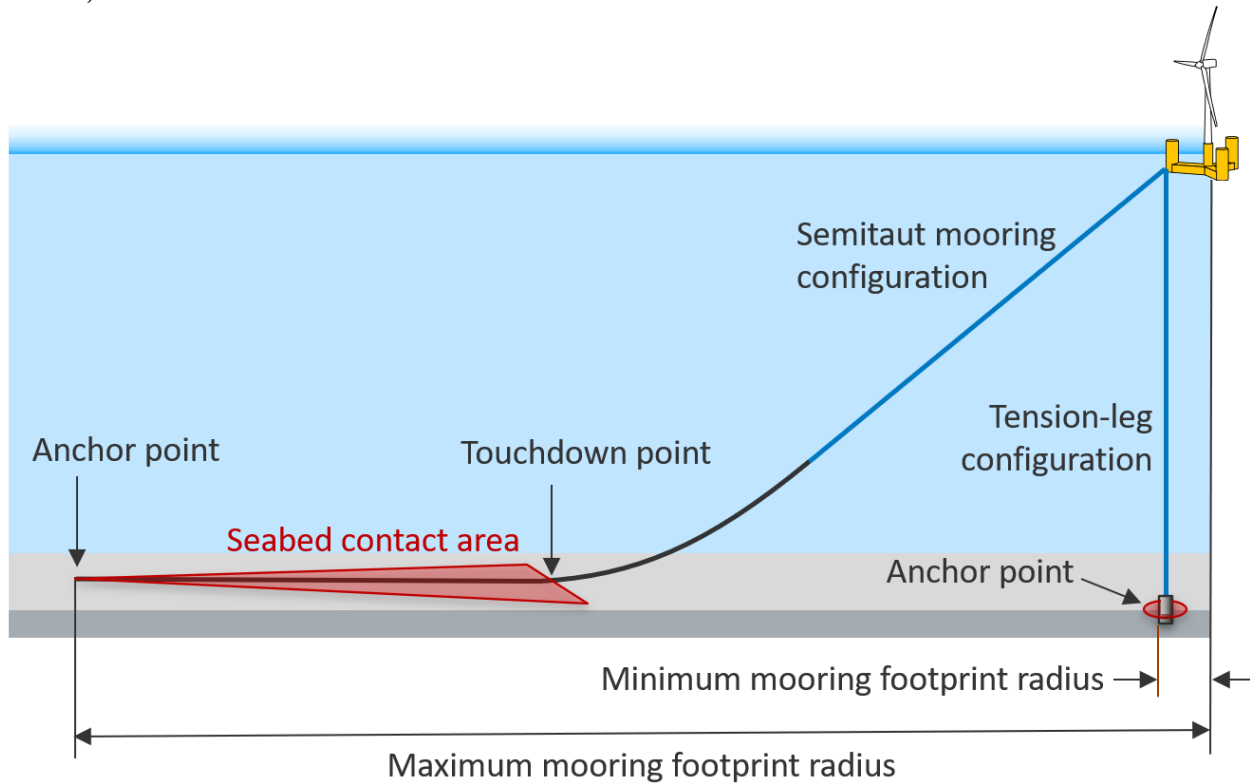 Semitaut mooring
configuration
Tension-leg
configuration
Anchor point
Touchdown point
Seabed contact area
Anchor point
Minimum mooring footprint radius
Maximum mooring footprint radius